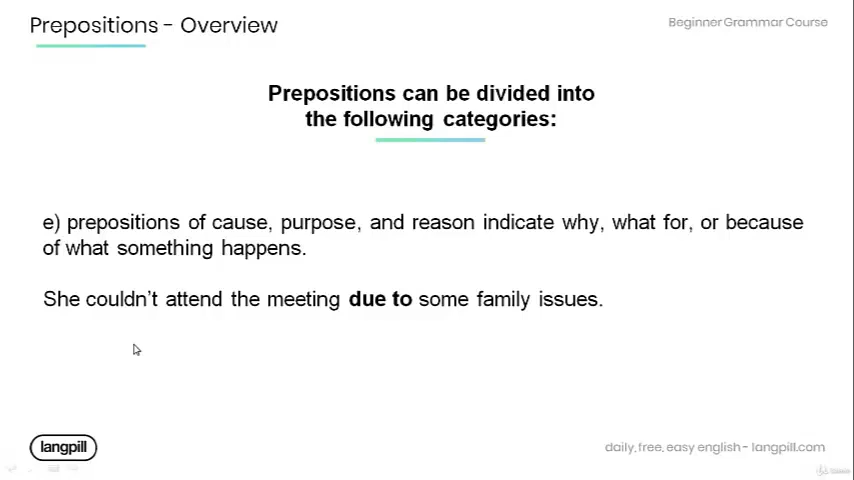 Prepositions - Overview
Beginner Grammar Course
Prepositions can be divided into
the following categories:
e) prepositions of cause, purpose, and reason indicate why, what for, or because
of what something happens.
She couldn't attend the meeting due to some family issues.
langpill
daily, free, easy english - langpill.com